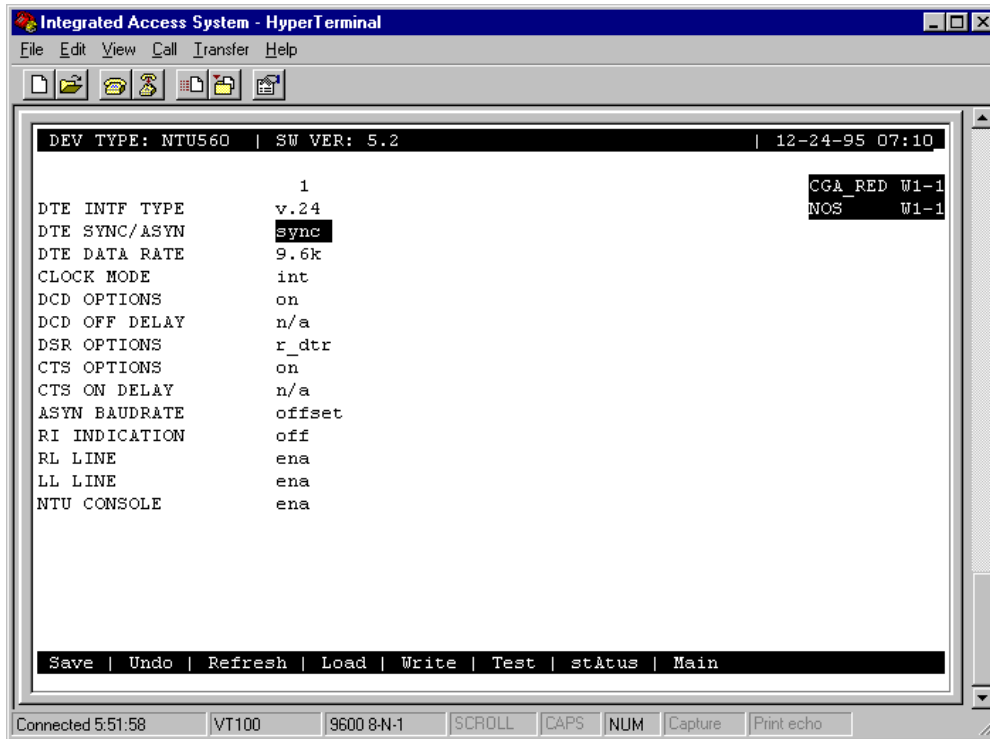 Integrated Access System - HyperTerminal
File Edit View Call Transfer Help
DEV TYPE: NTU560 | SW VER: 5.2 | 12-24-95 07:10
1 CGA_RED W1-1
DTE INTF TYPE v.24 NOS W1-1
DTE SYNC/ASYN sync
DTE DATA RATE 9.6k
CLOCK MODE int
DCD OPTIONS on
DCD OFF DELAY n/a
DSR OPTIONS r_dtr
CTS OPTIONS on
CTS ON DELAY n/a
ASYN BAUDRATE offset
RI INDICATION off
RL LINE ena
LL LINE ena
NTU CONSOLE ena
Save | Undo | Refresh | Load | Write | Test | stAtus | Main
Connected 5:51:58 VT100 9600 8-N-1 SCROLL CAPS NUM Capture Print echo